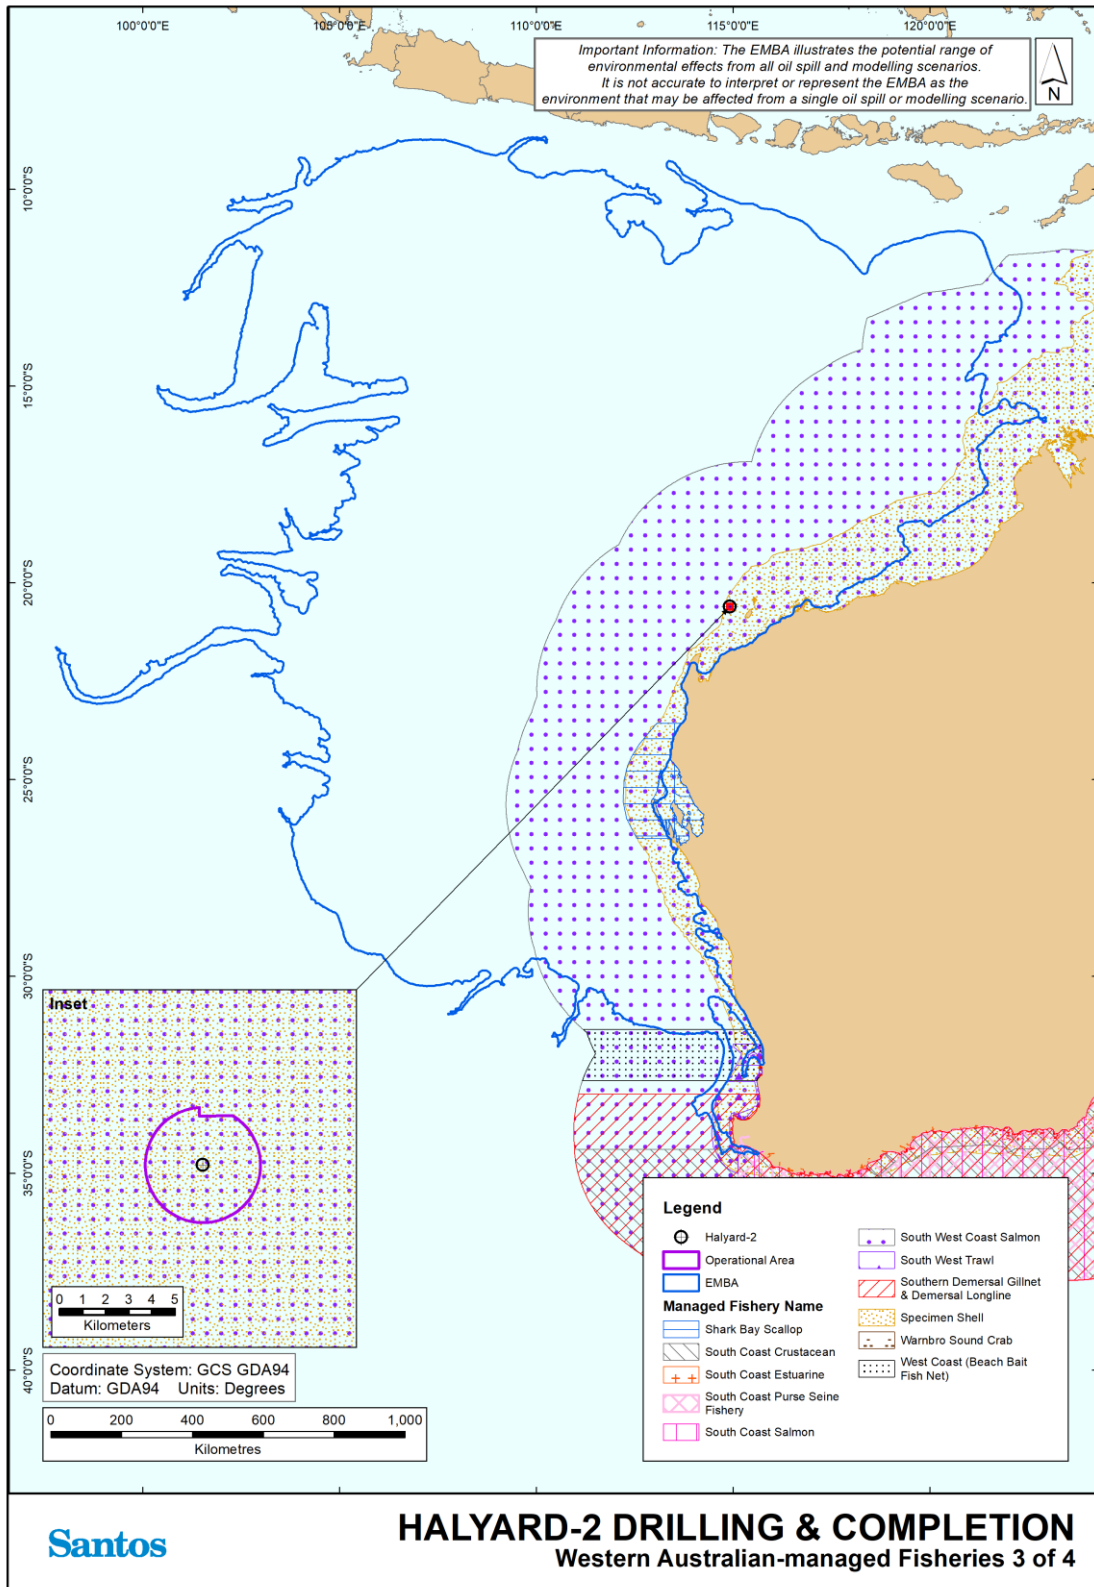 100°0'0"E
105°0'0"E
110°0'0"E
115°0'0"E
120°0'0"E
Important Information: The EMBA illustrates the potential range of
environmental effects from all oil spill and modelling scenarios.
It is not accurate to interpret or represent the EMBA as the
environment that may be affected from a single oil spill or modelling scenario.
N
10°0'0"S
15°0'0"S
20°0'0"S
25°0'0"S
30°0'0"S
35°0'0"S
40°0'0"S
Inset
0 1 2 3 4 5
Kilometers
Coordinate System: GCS GDA94
Datum: GDA94 Units: Degrees
0 200 400 600 800 1,000
Kilometres
Legend
Halyard-2
Operational Area
EMBA
Managed Fishery Name
Shark Bay Scallop
South Coast Crustacean
South Coast Estuarine
South Coast Purse Seine
Fishery
South Coast Salmon
South West Coast Salmon
South West Trawl
Southern Demersal Gillnet
& Demersal Longline
Specimen Shell
Warnbro Sound Crab
West Coast (Beach Bait
Fish Net)
Santos
HALYARD-2 DRILLING & COMPLETION
Western Australian-managed Fisheries 3 of 4